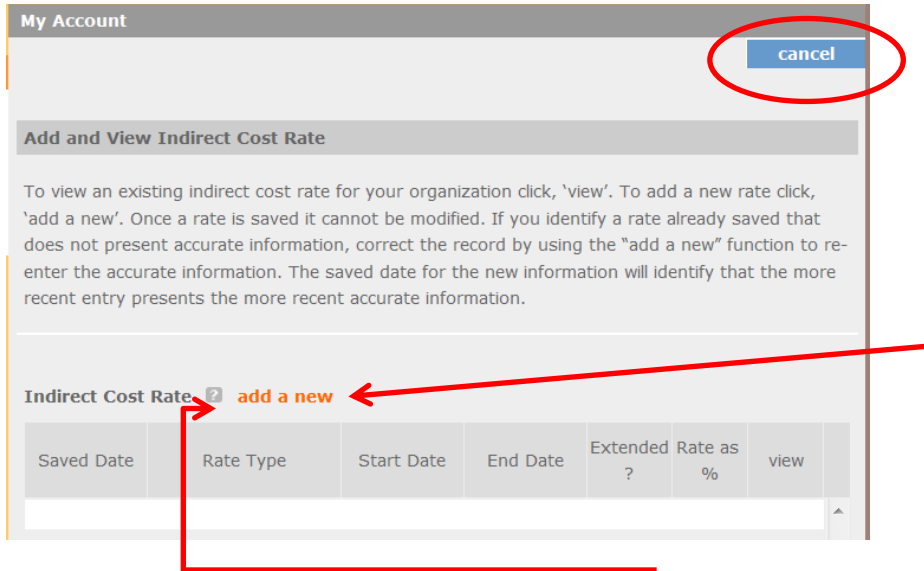 My Account
cancel
Add and View Indirect Cost Rate
To view an existing indirect cost rate for your organization click, ‘view’. To add a new rate click,
‘add a new’. Once a rate is saved it cannot be modified. If you identify a rate already saved that
does not present accurate information, correct the record by using the “add a new” function to re-
enter the accurate information. The saved date for the new information will identify that the more
recent entry presents the more recent accurate information.
Indirect Cost Rate ? add a new
Saved Date Rate Type Start Date End Date Extended ? Rate as % view